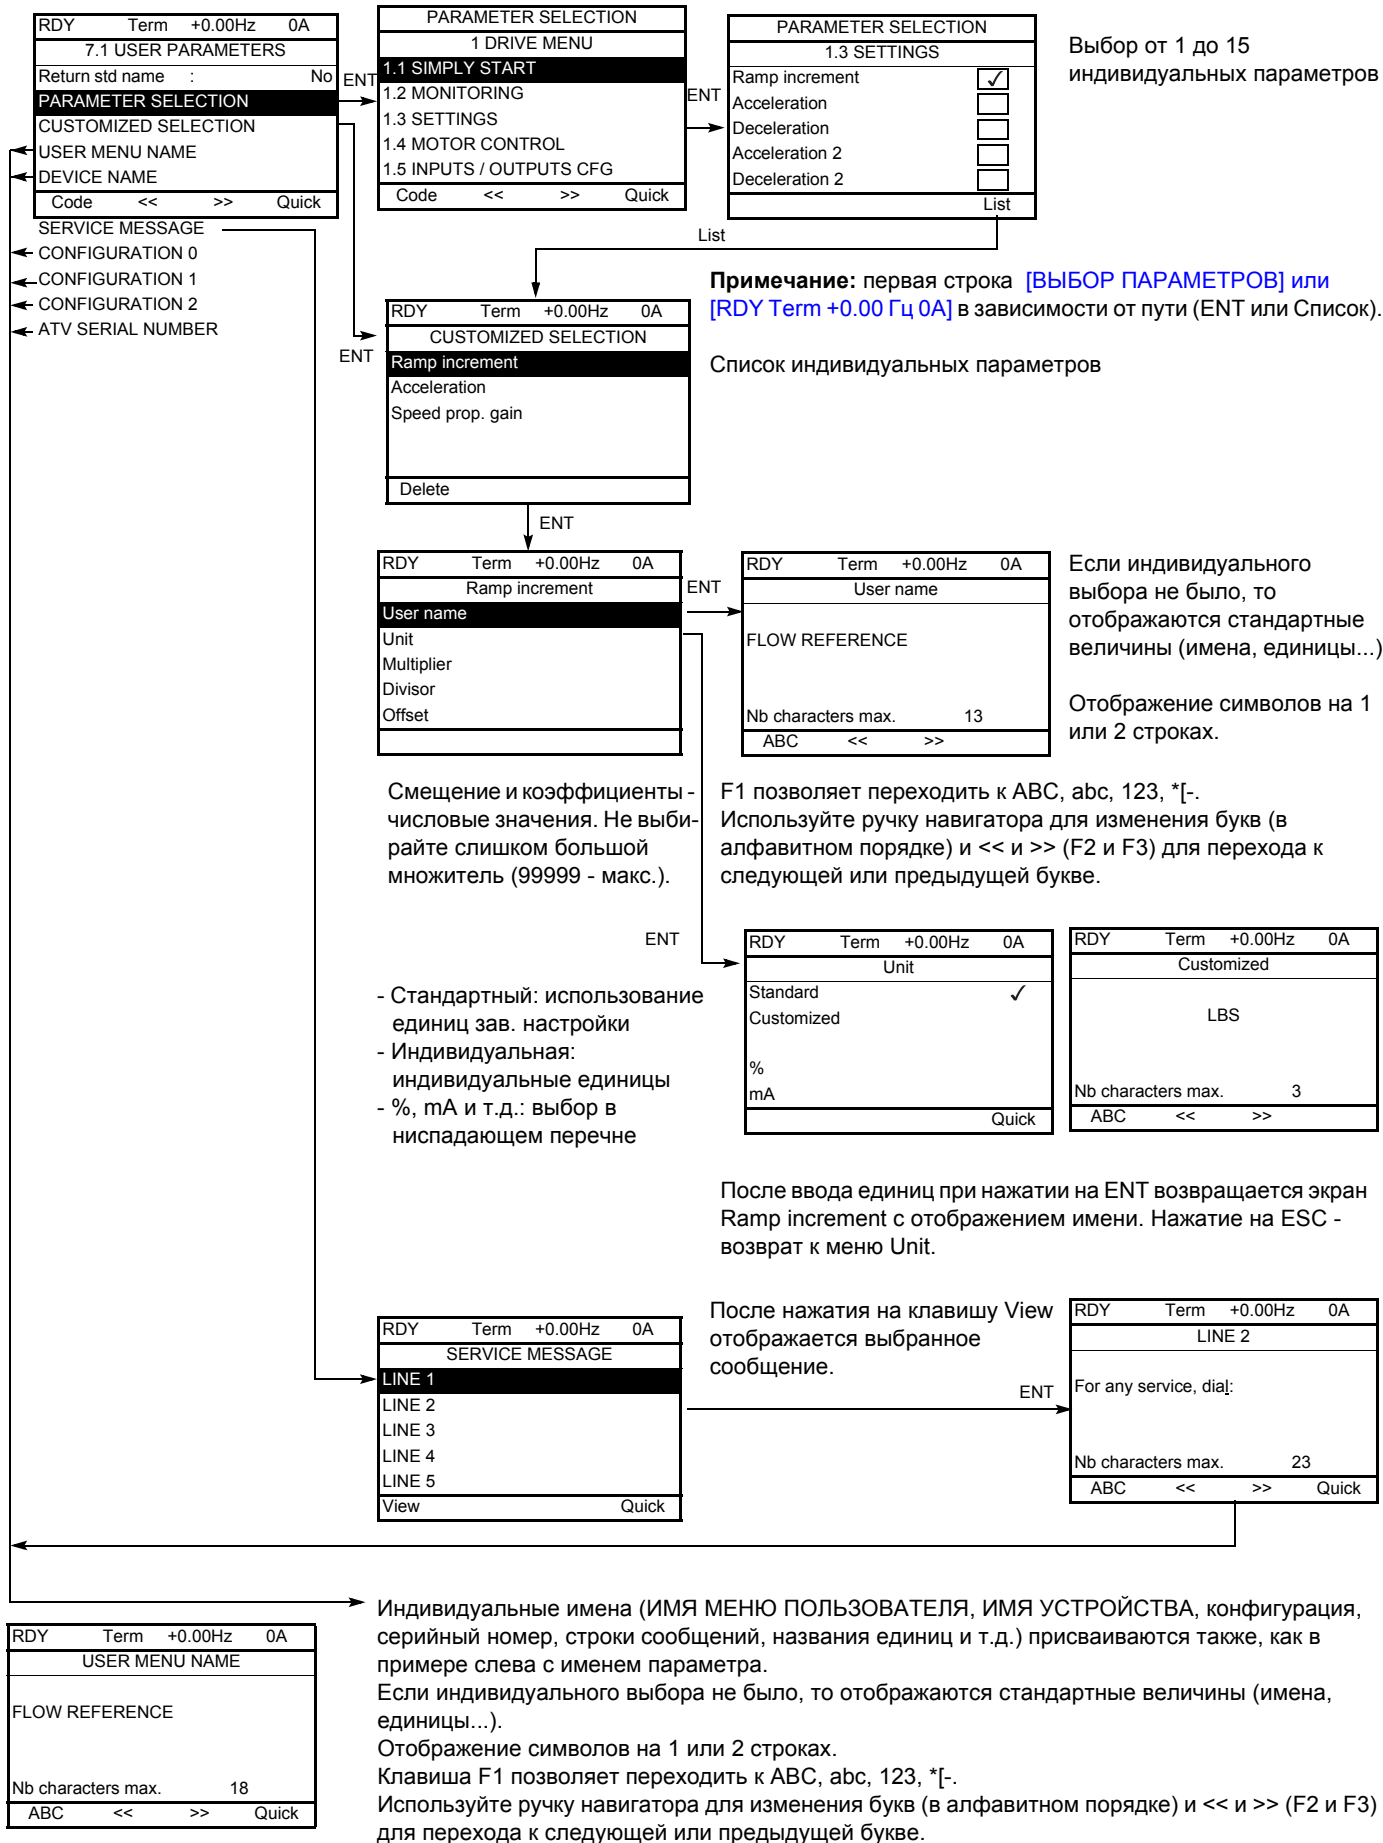 RDY Term +0.00Hz 0A
7.1 USER PARAMETERS
Return std name : No
PARAMETER SELECTION
CUSTOMIZED SELECTION
USER MENU NAME
DEVICE NAME
Code << >> Quick
SERVICE MESSAGE
CONFIGURATION 0
CONFIGURATION 1
CONFIGURATION 2
ATV SERIAL NUMBER
ENT
PARAMETER SELECTION
1 DRIVE MENU
1.1 SIMPLY START
1.2 MONITORING
1.3 SETTINGS
1.4 MOTOR CONTROL
1.5 INPUTS / OUTPUTS CFG
Code << >> Quick
ENT
PARAMETER SELECTION
1.3 SETTINGS
Ramp increment ✓
Acceleration
Deceleration
Acceleration 2
Deceleration 2
List
Выбор от 1 до 15
индивидуальных параметров
List
Примечание: первая строка [ВЫБОР ПАРАМЕТРОВ] или
[RDY Term +0.00 Гц 0A] в зависимости от пути (ENT или Список).
ENT
RDY Term +0.00Hz 0A
CUSTOMIZED SELECTION
Ramp increment
Acceleration
Speed prop. gain
Delete
Список индивидуальных параметров
ENT
RDY Term +0.00Hz 0A
Ramp increment
User name
Unit
Multiplier
Divisor
Offset
ENT
RDY Term +0.00Hz 0A
User name
FLOW REFERENCE
Nb characters max. 13
ABC << >>
Если индивидуального
выбора не было, то
отображаются стандартные
величины (имена, единицы...)
Отображение символов на 1
или 2 строках.
Смещение и коэффициенты -
числовые значения. Не выби-
райте слишком большой
множитель (99999 - макс.).
F1 позволяет переходить к ABC, abc, 123, *[-.
Используйте ручку навигатора для изменения букв (в
алфавитном порядке) и << и >> (F2 и F3) для перехода к
следующей или предыдущей букве.
ENT
- Стандартный: использование
единиц зав. настройки
- Индивидуальная:
индивидуальные единицы
- %, mA и т.д.: выбор в
ниспадающем перечне
RDY Term +0.00Hz 0A
Unit
Standard ✓
Customized
%
mA
Quick
RDY Term +0.00Hz 0A
Customized
LBS
Nb characters max. 3
ABC << >>
После ввода единиц при нажатии на ENT возвращается экран
Ramp increment с отображением имени. Нажатие на ESC -
возврат к меню Unit.
RDY Term +0.00Hz 0A
SERVICE MESSAGE
LINE 1
LINE 2
LINE 3
LINE 4
LINE 5
View Quick
После нажатия на клавишу View
отображается выбранное
сообщение.
ENT
RDY Term +0.00Hz 0A
LINE 2
For any service, dial:
Nb characters max. 23
ABC << >> Quick
RDY Term +0.00Hz 0A
USER MENU NAME
FLOW REFERENCE
Nb characters max. 18
ABC << >> Quick
Индивидуальные имена (ИМЯ МЕНЮ ПОЛЬЗОВАТЕЛЯ, ИМЯ УСТРОЙСТВА, конфигурация,
серийный номер, строки сообщений, названия единиц и т.д.) присваиваются также, как в
примере слева с именем параметра.
Если индивидуального выбора не было, то отображаются стандартные величины (имена,
единицы...).
Отображение символов на 1 или 2 строках.
Клавиша F1 позволяет переходить к ABC, abc, 123, *[-.
Используйте ручку навигатора для изменения букв (в алфавитном порядке) и << и >> (F2 и F3)
для перехода к следующей или предыдущей букве.